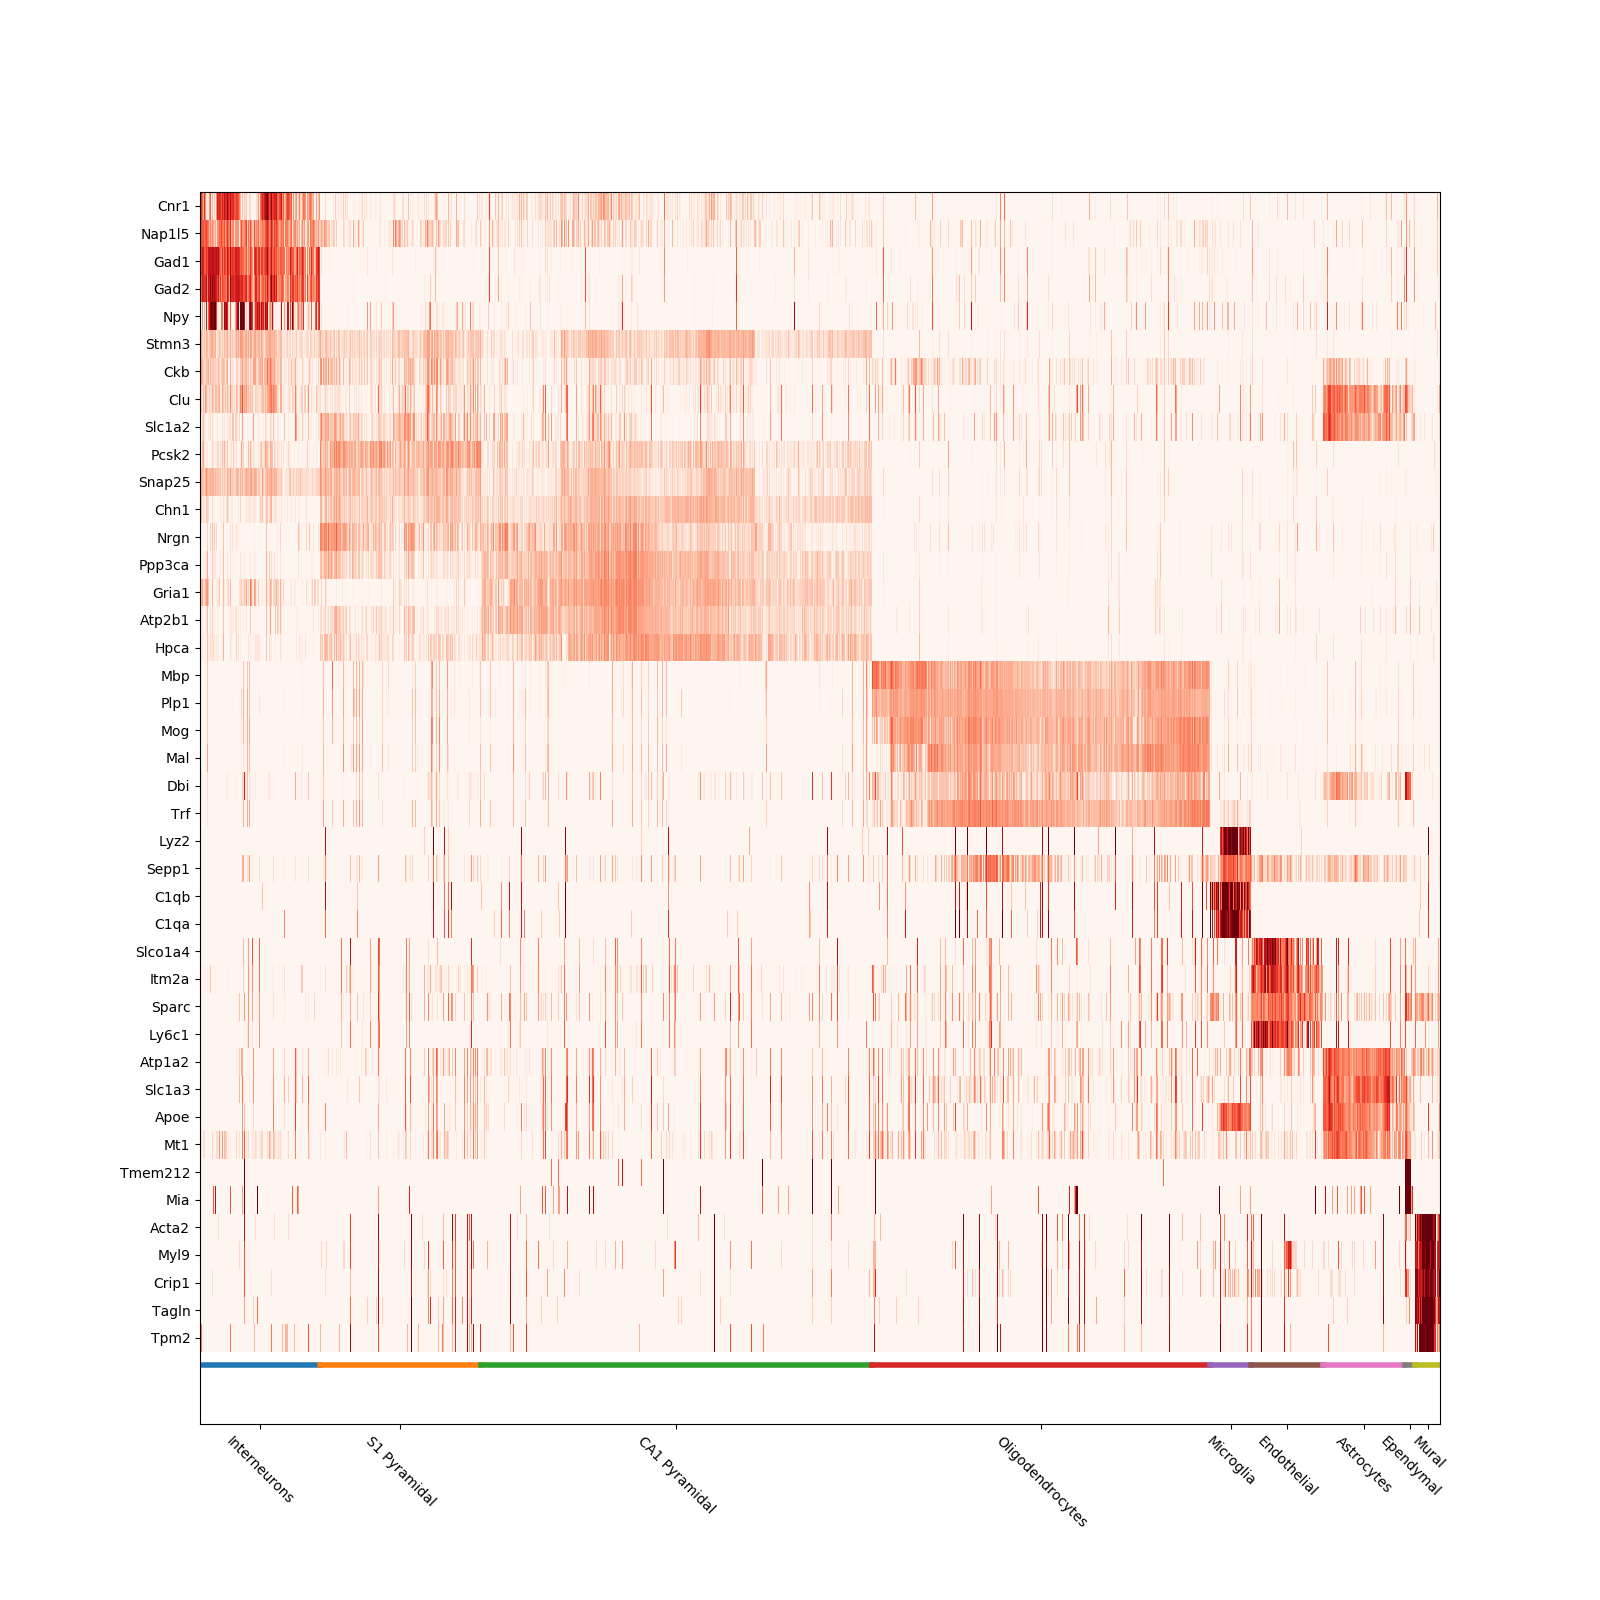 Cnr1
Nap1l5
Gad1
Gad2
Npy
Stmn3
Ckb
Clu
Slc1a2
Pcsk2
Snap25
Chn1
Nrgn
Ppp3ca
Gria1
Atp2b1
Hpca
Mbp
Plp1
Mog
Mal
Dbi
Trf
Lyz2
Sepp1
C1qb
C1qa
Slco1a4
Itm2a
Sparc
Ly6c1
Atp1a2
Slc1a3
Apoe
Mt1
Tmem212
Mia
Acta2
Myl9
Crip1
Tagln
Tpm2
Interneurons
S1 Pyramidal
CA1 Pyramidal
Oligodendrocytes
Microglia
Endothelial
Astrocytes
Ependymal
Mural